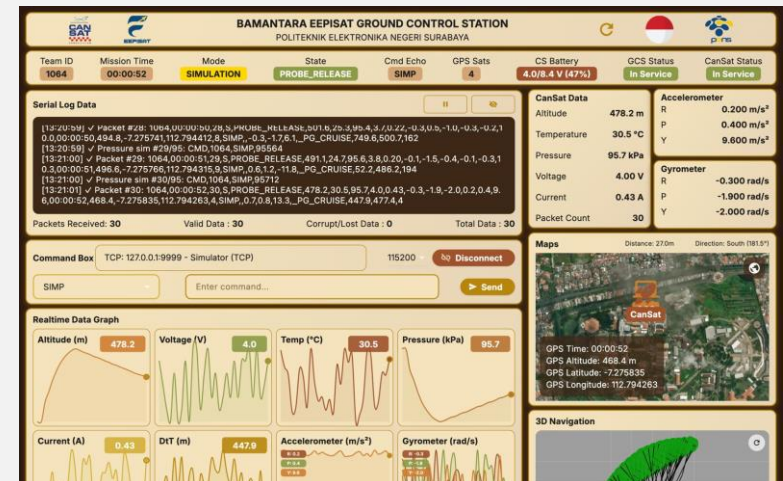 CAN SAT
EEPISAT
BAMANTARA EEPISAT GROUND CONTROL STATION
POLITEKNIK ELEKTRONIKA NEGERI SURABAYA
pens
Team ID
1064
Mission Time
00:00:52
Mode
SIMULATION
State
PROBE_RELEASE
Cmd Echo
SIMP
GPS Sats
4
CS Battery
4.0/8.4 V (47%)
GCS Status
In Service
CanSat Status
In Service
Serial Log Data
[13:20:59] ✓ Packet #28: 1064,00:00:50,28,S,PROBE_RELEASE,501.6,25.3,95.4,3.7,0.22,-0.3,0.5,-1.0,-0.3,-0.2,1
0.0,00:00:50,494.8,-7.275741,112.794412,8,SIMP,,-0.3,-1.7,6.1,_PG_CRUISE,749.6,500.7,162
[13:20:59] ✓ Pressure sim #29/95: CMD,1064,SIMP,95564
[13:21:00] ✓ Packet #29: 1064,00:00:51,29,S,PROBE_RELEASE,491.1,24.7,95.6,3.8,0.20,-0.1,-1.5,-0.4,-0.1,-0.3,1
0.3,00:00:51,496.6,-7.275766,112.794315,9,SIMP,,0.6,1.2,-11.8,_PG_CRUISE,52.2,486.2,194
[13:21:00] ✓ Pressure sim #30/95: CMD,1064,SIMP,95712
[13:21:01] ✓ Packet #30: 1064,00:00:52,30,S,PROBE_RELEASE,478.2,30.5,95.7,4.0,0.43,-0.3,-1.9,-2.0,0.2,0.4,9.
6,00:00:52,468.4,-7.275835,112.794263,4,SIMP,,0.7,0.8,13.3,_PG_CRUISE,447.9,477.4,4
Packets Received: 30
Valid Data : 30
Corrupt/Lost Data : 0
Total Data : 30
Command Box
TCP: 127.0.0.1:9999 - Simulator (TCP)
115200
Disconnect
SIMP
Enter command...
Send
Realtime Data Graph
Altitude (m)
478.2
Voltage (V)
4.0
Temp (°C)
30.5
Pressure (kPa)
95.7
Current (A)
0.43
DtT (m)
447.9
Accelerometer (m/s²)
R: 0.2
P: 0.4
Y: 9.6
Gyrometer (rad/s)
R: -0.3
P: -1.9
Y: -2.0
CanSat Data
Altitude 478.2 m
Temperature 30.5 °C
Pressure 95.7 kPa
Voltage 4.00 V
Current 0.43 A
Packet Count 30
Accelerometer
R 0.200 m/s²
P 0.400 m/s²
Y 9.600 m/s²
Gyrometer
R -0.300 rad/s
P -1.900 rad/s
Y -2.000 rad/s
Maps
Distance: 27.0m
Direction: South (181.5°)
CanSat
GPS Time: 00:00:52
GPS Altitude: 468.4 m
GPS Latitude: -7.275835
GPS Longitude: 112.794263
3D Navigation